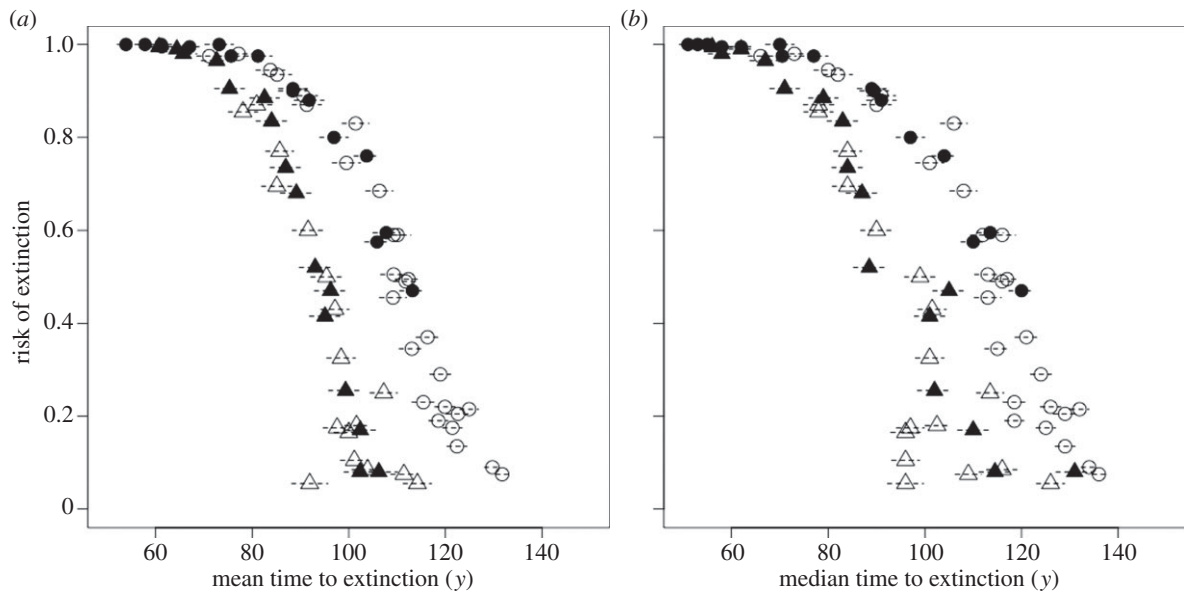 (a)
(b)
risk of extinction
1.0
0.8
0.6
0.4
0.2
0
60 80 100 120 140
60 80 100 120 140
mean time to extinction (y)
median time to extinction (y)